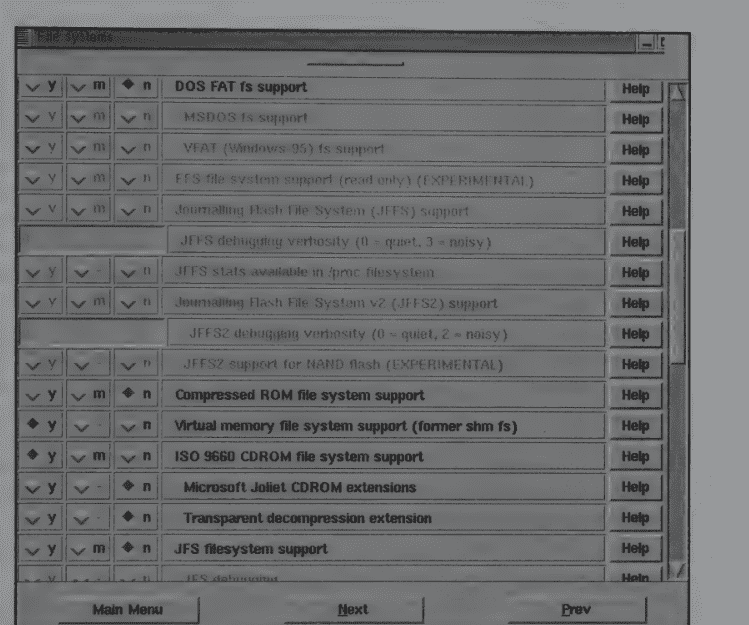 File systems
y m n DOS FAT fs support Help
y m n MSDOS fs support Help
y m n VFAT (Windows-95) fs support Help
y m n EFS file system support (read only) (EXPERIMENTAL) Help
y m n Journalling Flash File System (JFFS) support Help
JFFS debugging verbosity (0 = quiet, 3 = noisy) Help
y - n JFFS stats available in /proc filesystem Help
y m n Journalling Flash File System v2 (JFFS2) support Help
JFFS2 debugging verbosity (0 = quiet, 2 = noisy) Help
y - n JFFS2 support for NAND flash (EXPERIMENTAL) Help
y m n Compressed ROM file system support Help
y - n Virtual memory file system support (former shm fs) Help
y m n ISO 9660 CDROM file system support Help
y - n Microsoft Joliet CDROM extensions Help
y - n Transparent decompression extension Help
y m n JFS filesystem support Help
y - n JFS debugging Help
Main Menu Next Prev